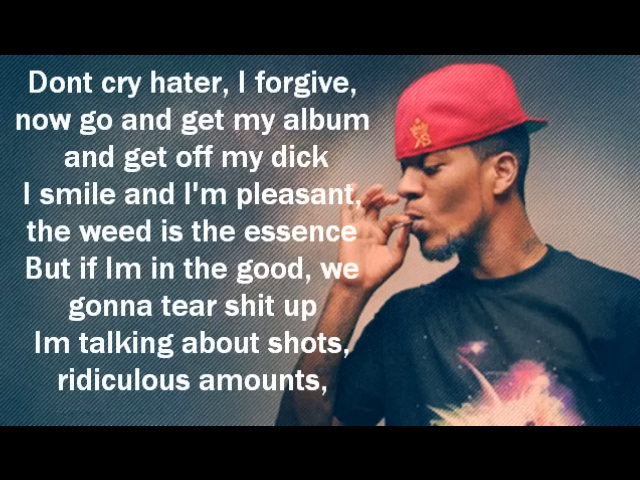 Dont cry hater, I forgive,
now go and get my album
and get off my dick
I smile and I'm pleasant,
the weed is the essence
But if Im in the good, we
gonna tear shit up
Im talking about shots,
ridiculous amounts,